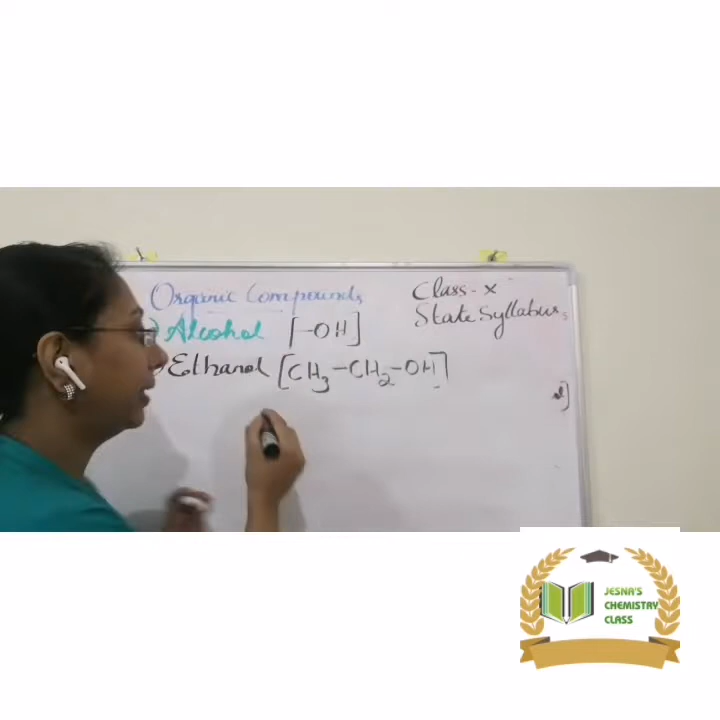 Organic Compounds
Class - X
State Syllabus
Alcohol [-OH]
Ethanol [CH3-CH2-OH]
JESNA'S
CHEMISTRY
CLASS